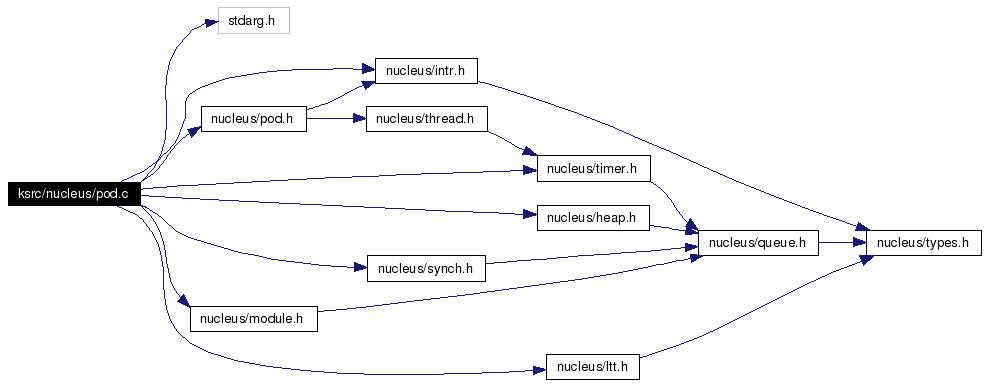 stdarg.h
nucleus/intr.h
nucleus/pod.h
nucleus/thread.h
nucleus/timer.h
ksrc/nucleus/pod.c
nucleus/heap.h
nucleus/queue.h
nucleus/types.h
nucleus/synch.h
nucleus/module.h
nucleus/ltt.h